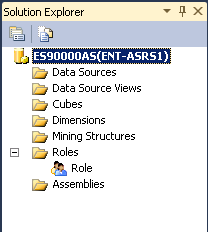 Solution Explorer
ES90000AS(ENT-ASRS1)
Data Sources
Data Source Views
Cubes
Dimensions
Mining Structures
Roles
Role
Assemblies